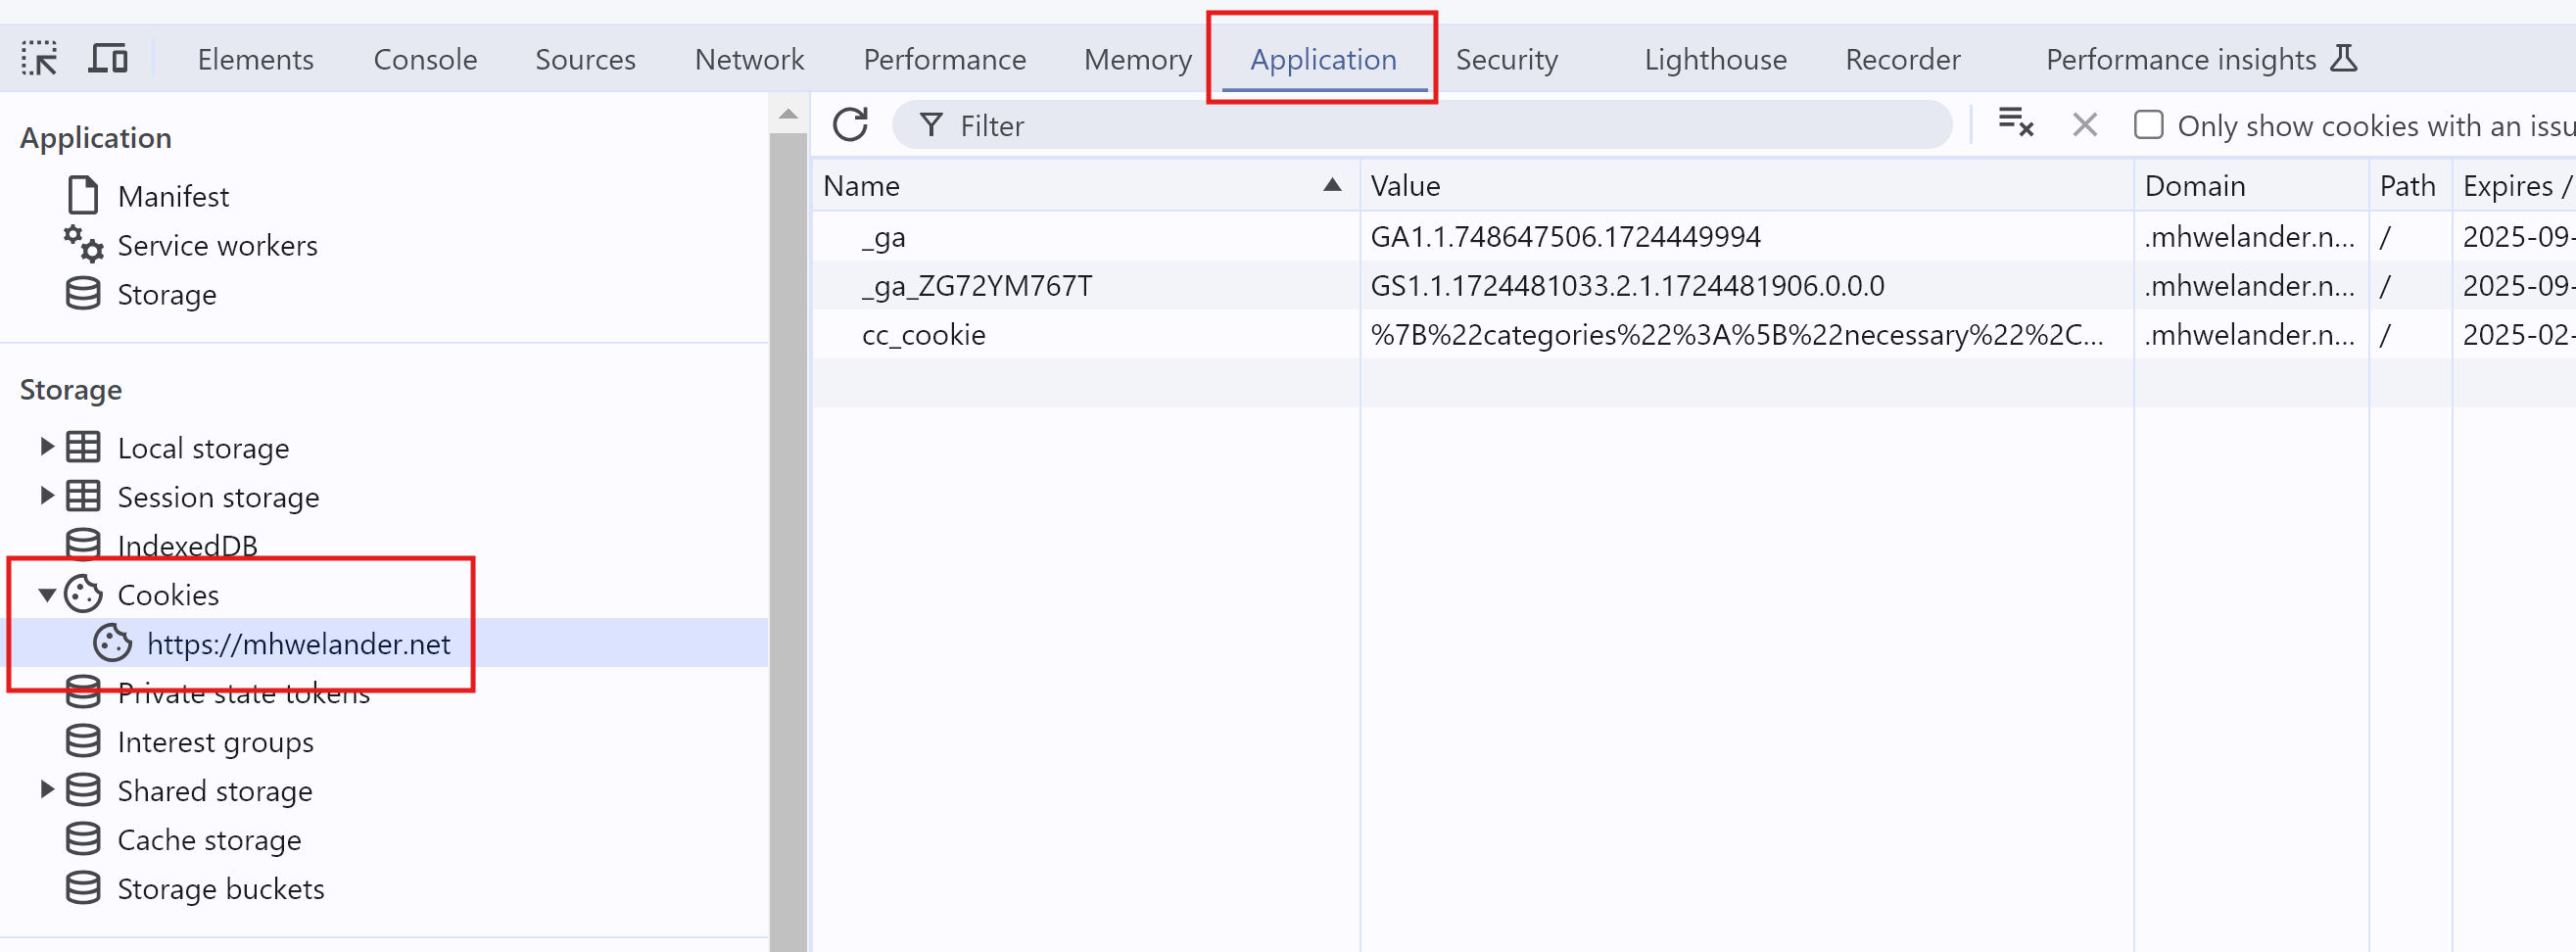 Elements Console Sources Network Performance Memory Application Security Lighthouse Recorder Performance insights
Application
Manifest
Service workers
Storage
Storage
Local storage
Session storage
IndexedDB
Cookies
https://mhwelander.net
Private state tokens
Interest groups
Shared storage
Cache storage
Storage buckets
Filter Only show cookies with an issu
Name Value Domain Path Expires /
_ga GA1.1.748647506.1724449994 .mhwelander.n... / 2025-09-
_ga_ZG72YM767T GS1.1.1724481033.2.1.1724481906.0.0.0 .mhwelander.n... / 2025-09-
cc_cookie %7B%22categories%22%3A%5B%22necessary%22%2C... .mhwelander.n... / 2025-02-